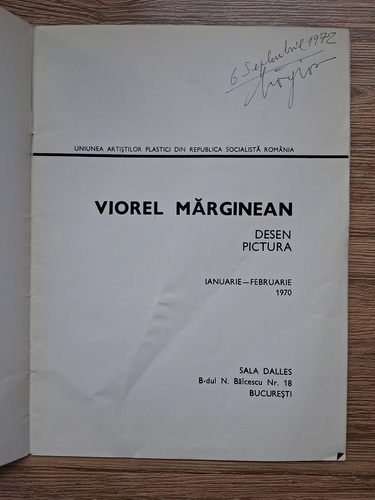 6 Septembrie 1972
UNIUNEA ARTIȘTILOR PLASTICI DIN REPUBLICA SOCIALISTĂ ROMÂNIA
VIOREL MĂRGINEAN
DESEN
PICTURA
IANUARIE—FEBRUARIE
1970
SALA DALLES
B-dul N. Bălcescu Nr. 18
BUCUREȘTI